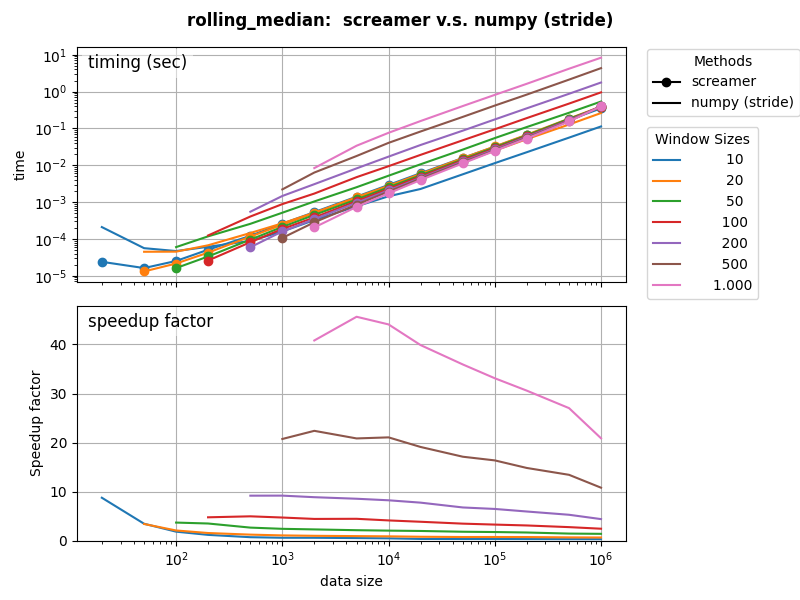 rolling_median:  screamer v.s. numpy (stride)
timing (sec)
time
10¹
10⁰
10⁻¹
10⁻²
10⁻³
10⁻⁴
10⁻⁵
Methods
screamer
numpy (stride)
Window Sizes
10
20
50
100
200
500
1.000
speedup factor
Speedup factor
40
30
20
10
0
10²
10³
10⁴
10⁵
10⁶
data size